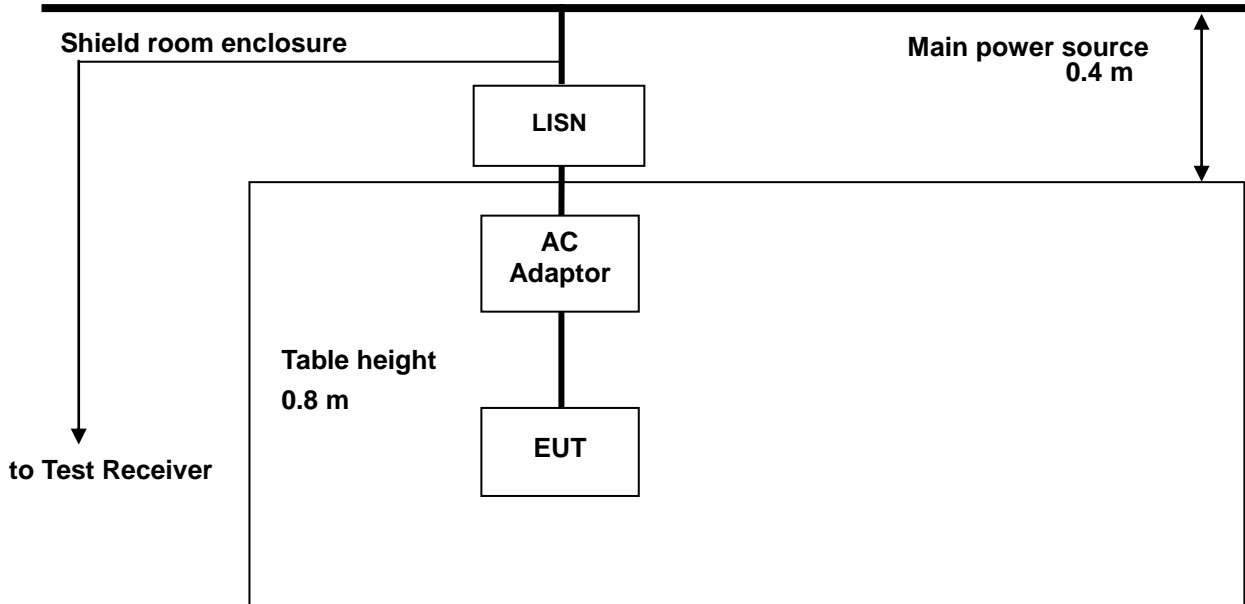 Shield room enclosure
Main power source
0.4 m
LISN
AC
Adaptor
Table height
0.8 m
EUT
to Test Receiver